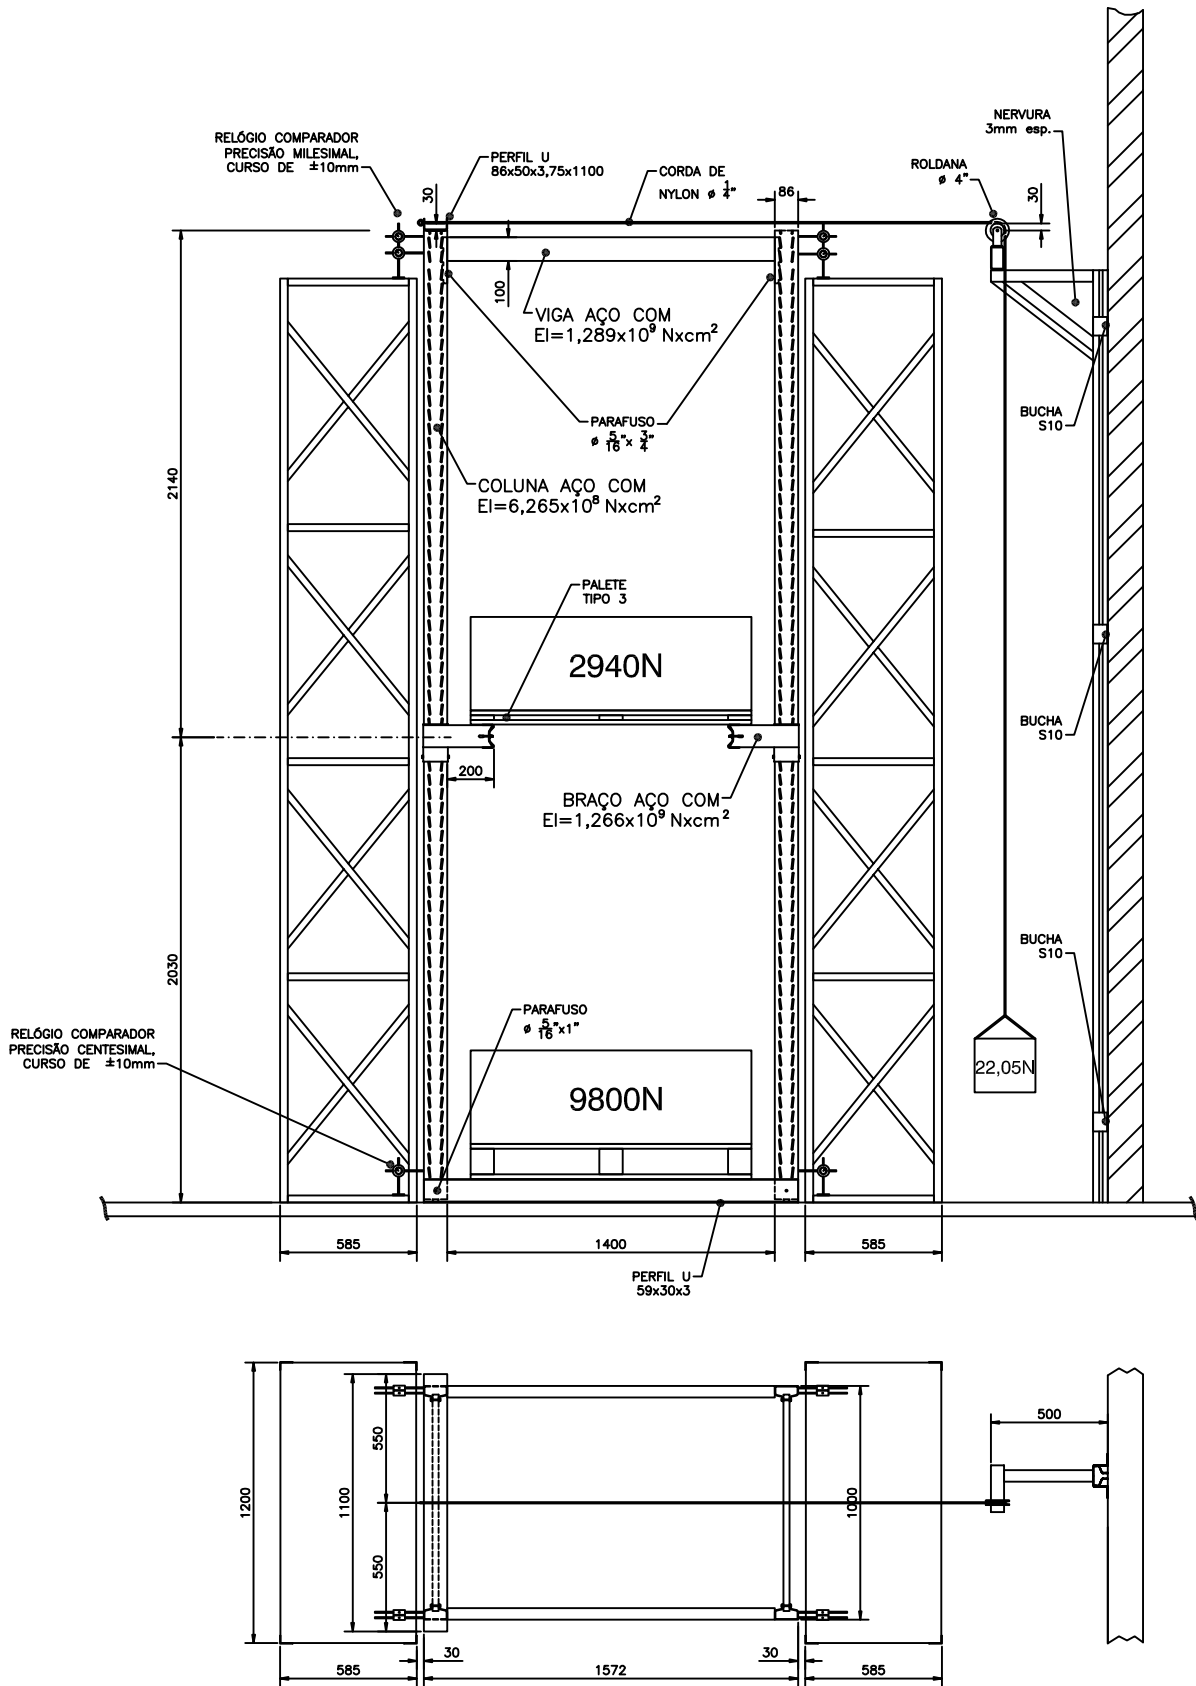 RELÓGIO COMPARADOR
PRECISÃO MILESIMAL,
CURSO DE ±10mm
PERFIL U
86x50x3,75x1100
30
CORDA DE
NYLON ø 1/4"
86
ROLDANA
ø 4"
NERVURA
3mm esp.
30
100
VIGA AÇO COM
EI=1,289x10⁹ Nxcm²
PARAFUSO
ø 5/16"x 3/4"
BUCHA
S10
2140
COLUNA AÇO COM
EI=6,265x10⁸ Nxcm²
PALETE
TIPO 3
2940N
BUCHA
S10
200
BRAÇO AÇO COM
EI=1,266x10⁹ Nxcm²
2030
BUCHA
S10
PARAFUSO
ø 5/16"x1"
RELÓGIO COMPARADOR
PRECISÃO CENTESIMAL,
CURSO DE ±10mm
22,05N
9800N
585
1400
585
PERFIL U
59x30x3
500
550
1200
1100
1000
550
30
30
585
1572
585